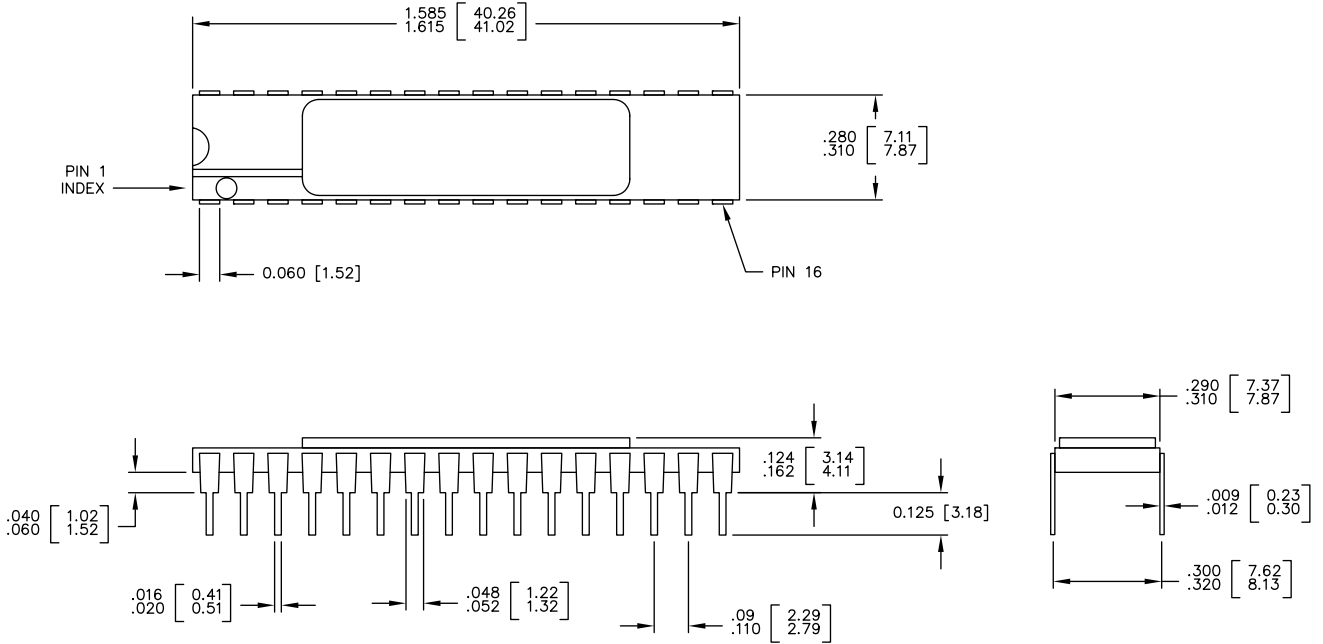 1.585 [ 40.26 ]
1.615 [ 41.02 ]
.280 [ 7.11 ]
.310 [ 7.87 ]
PIN 1
INDEX
0.060 [1.52]
PIN 16
.290 [ 7.37 ]
.310 [ 7.87 ]
.124 [ 3.14 ]
.162 [ 4.11 ]
.009 [ 0.23 ]
.012 [ 0.30 ]
0.125 [3.18]
.040 [ 1.02 ]
.060 [ 1.52 ]
.016 [ 0.41 ]
.020 [ 0.51 ]
.048 [ 1.22 ]
.052 [ 1.32 ]
.09 [ 2.29 ]
.110 [ 2.79 ]
.300 [ 7.62 ]
.320 [ 8.13 ]